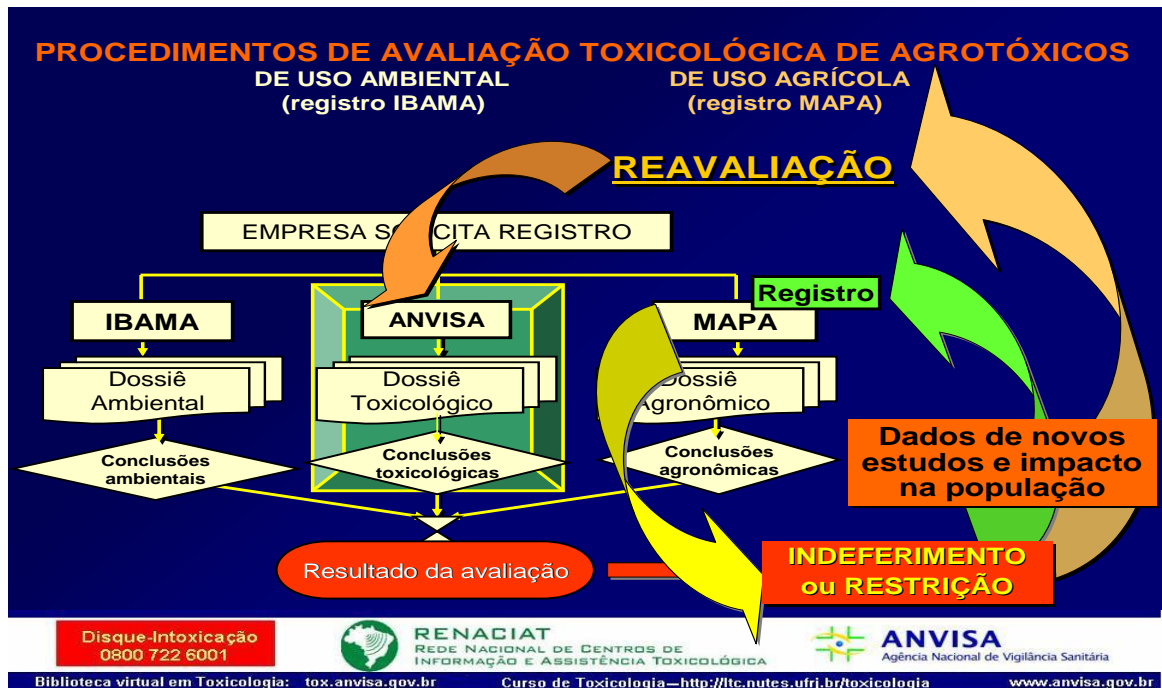 PROCEDIMENTOS DE AVALIAÇÃO TOXICOLÓGICA DE AGROTÓXICOS
DE USO AMBIENTAL
(registro IBAMA)
DE USO AGRÍCOLA
(registro MAPA)
REAVALIAÇÃO
EMPRESA SO CITA REGISTRO
Registro
IBAMA
ANVISA
MAPA
Dossiê
Ambiental
Dossiê
Toxicológico
Dossiê
Agronômico
Conclusões
ambientais
Conclusões
toxicológicas
Conclusões
agronômicas
Dados de novos
estudos e impacto
na população
Resultado da avaliação
INDEFERIMENTO
ou RESTRIÇÃO
Disque-Intoxicação
0800 722 6001
RENACIAT
REDE NACIONAL DE CENTROS DE
INFORMAÇÃO E ASSISTÊNCIA TOXICOLÓGICA
ANVISA
Agência Nacional de Vigilância Sanitária
Biblioteca virtual em Toxicologia: tox.anvisa.gov.br
Curso de Toxicologia—http://ltc.nutes.ufrj.br/toxicologia
www.anvisa.gov.br